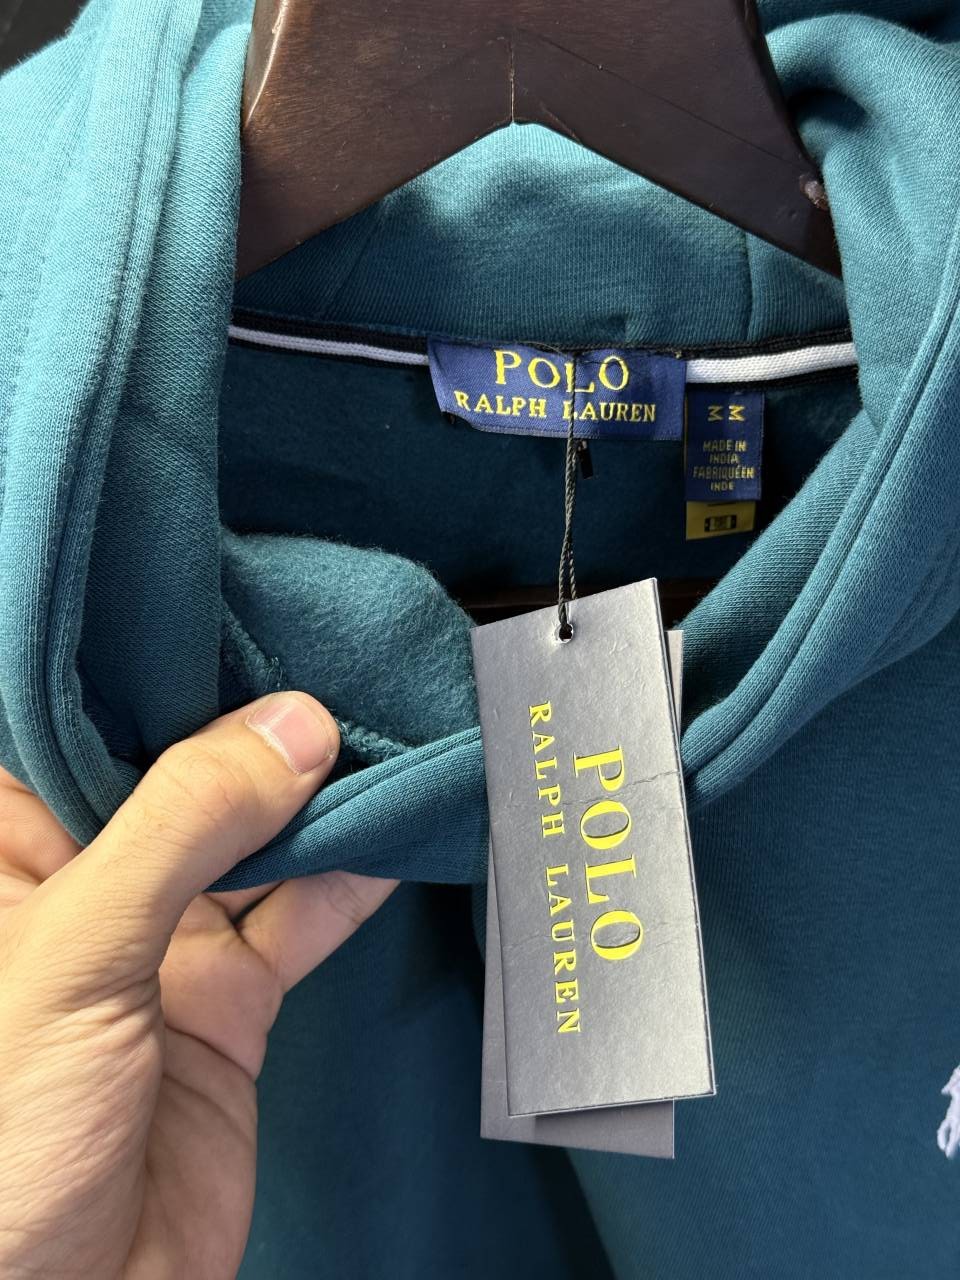 POLO
RALPH LAUREN
M M
MADE IN
INDIA
FABRIQUÉ EN
INDE
POLO
RALPH LAUREN